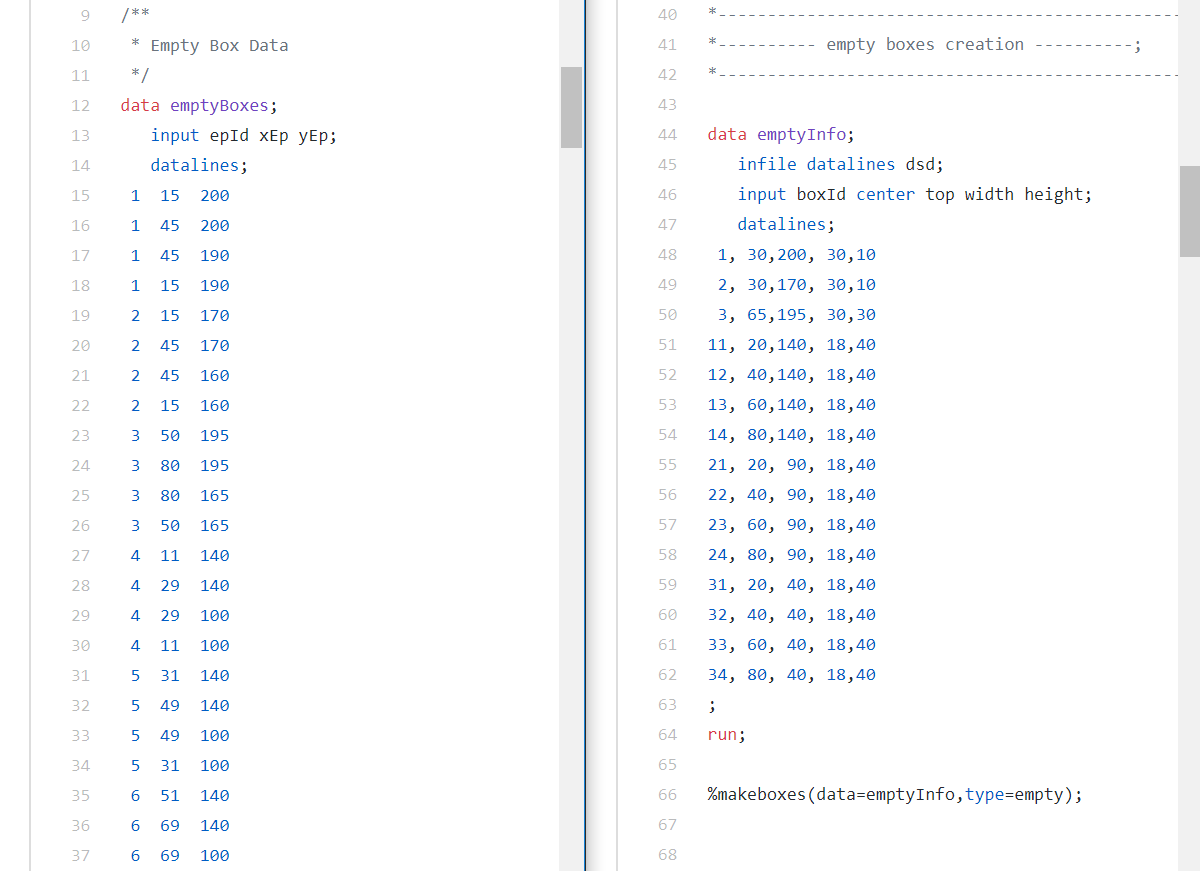 9 /**
10 * Empty Box Data
11 */
12 data emptyBoxes;
13 input epId xEp yEp;
14 datalines;
15 1 15 200
16 1 45 200
17 1 45 190
18 1 15 190
19 2 15 170
20 2 45 170
21 2 45 160
22 2 15 160
23 3 50 195
24 3 80 195
25 3 80 165
26 3 50 165
27 4 11 140
28 4 29 140
29 4 29 100
30 4 11 100
31 5 31 140
32 5 49 140
33 5 49 100
34 5 31 100
35 6 51 140
36 6 69 140
37 6 69 100
40 *-----------------------------------------------
41 *---------- empty boxes creation ----------;
42 *-----------------------------------------------
43
44 data emptyInfo;
45 infile datalines dsd;
46 input boxId center top width height;
47 datalines;
48 1, 30,200, 30,10
49 2, 30,170, 30,10
50 3, 65,195, 30,30
51 11, 20,140, 18,40
52 12, 40,140, 18,40
53 13, 60,140, 18,40
54 14, 80,140, 18,40
55 21, 20, 90, 18,40
56 22, 40, 90, 18,40
57 23, 60, 90, 18,40
58 24, 80, 90, 18,40
59 31, 20, 40, 18,40
60 32, 40, 40, 18,40
61 33, 60, 40, 18,40
62 34, 80, 40, 18,40
63 ;
64 run;
65
66 %makeboxes(data=emptyInfo,type=empty);
67
68